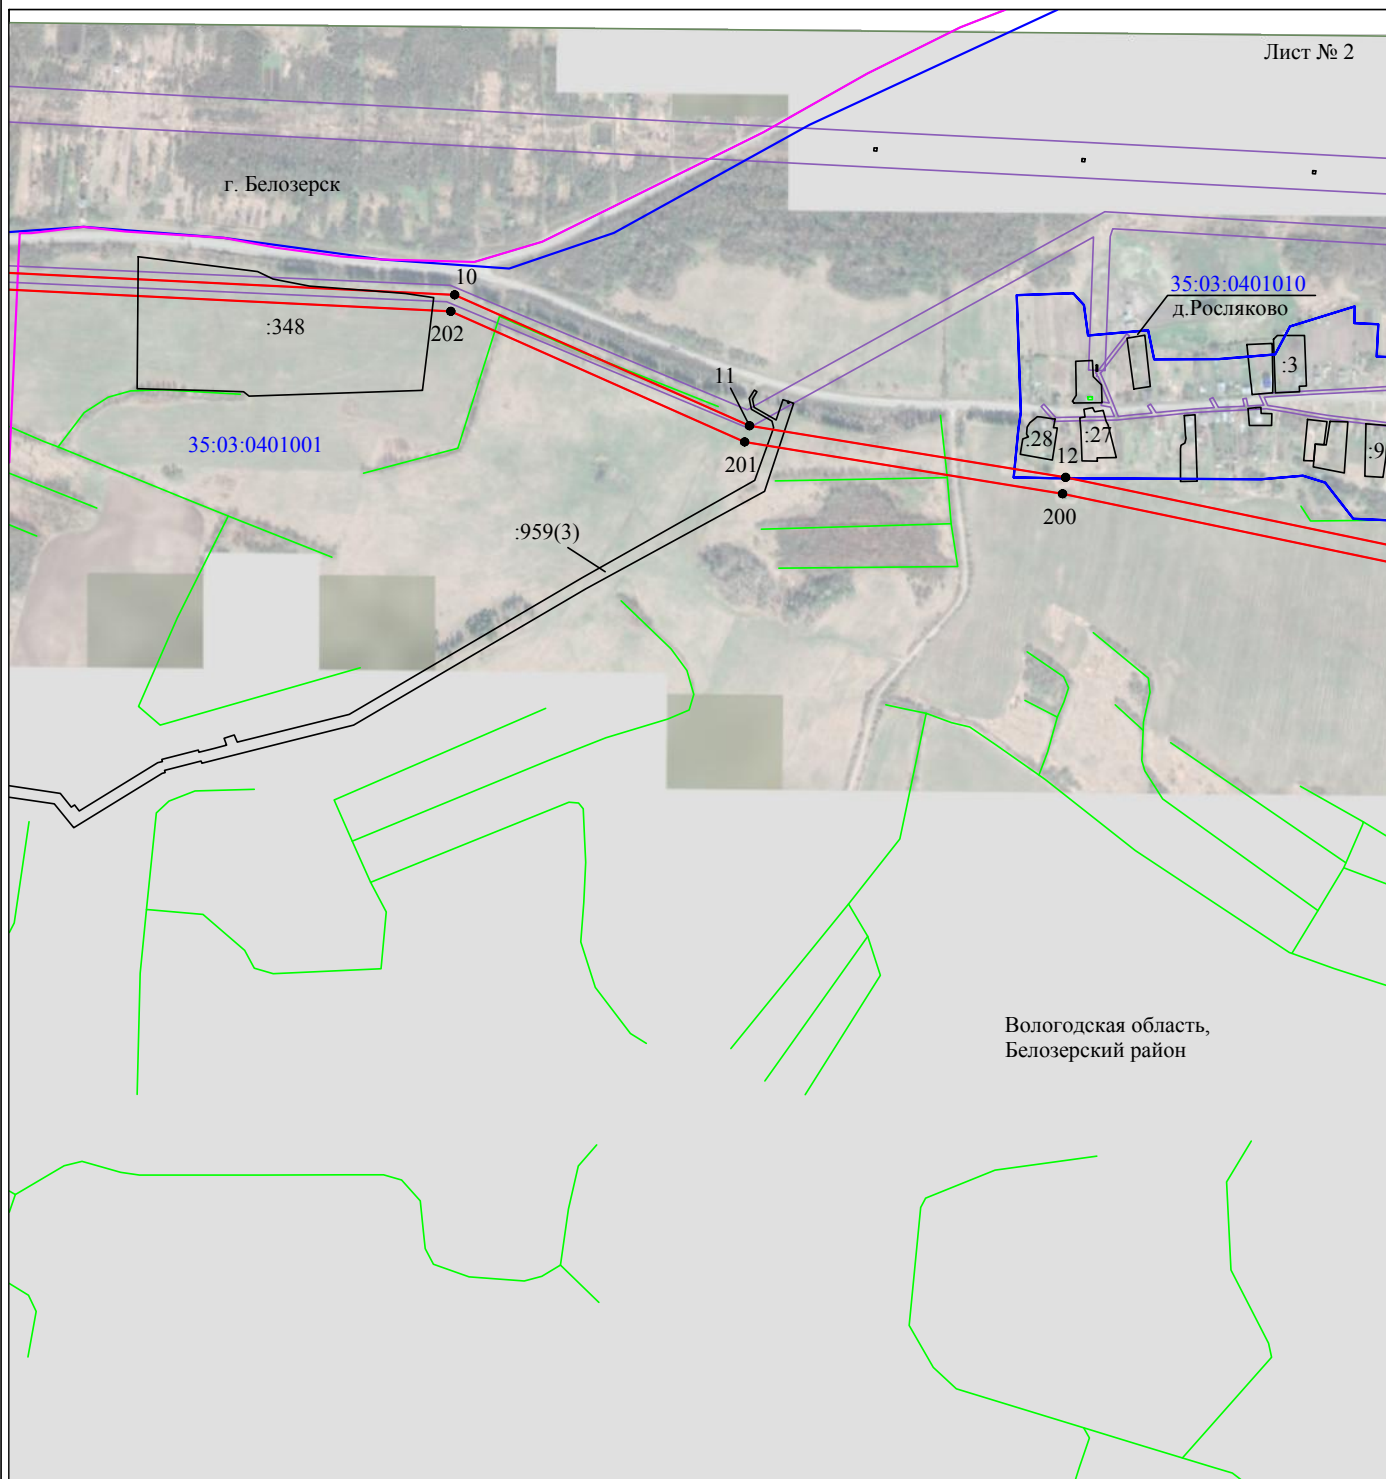 Лист № 2
г. Белозерск
10
35:03:0401010
д.Росляково
:348
202
:3
11
35:03:0401001
:28
:27
201
12
:9
200
:959(3)
Вологодская область,
Белозерский район